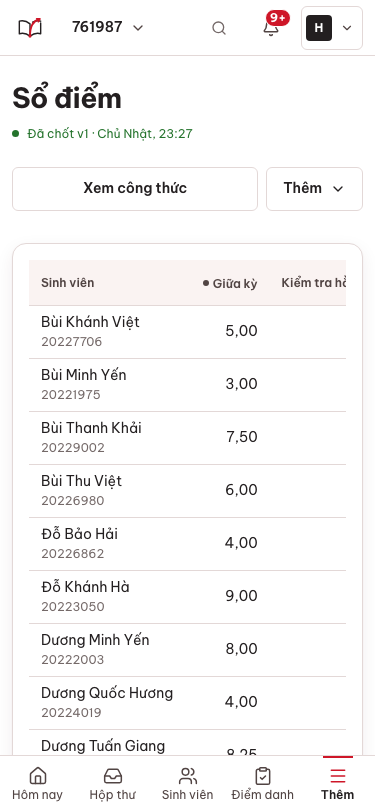 761987
9+
H
Sổ điểm
Đã chốt v1 · Chủ Nhật, 23:27
Xem công thức
Thêm
Sinh viên
Giữa kỳ
Kiểm tra
Bùi Khánh Việt
20227706
5,00
Bùi Minh Yến
20221975
3,00
Bùi Thanh Khải
20229002
7,50
Bùi Thu Việt
20226980
6,00
Đỗ Bảo Hải
20226862
4,00
Đỗ Khánh Hà
20223050
9,00
Dương Minh Yến
20222003
8,00
Dương Quốc Hương
20224019
4,00
Dương Tuấn Giang
8,25
Hôm nay
Hộp thư
Sinh viên
Điểm danh
Thêm